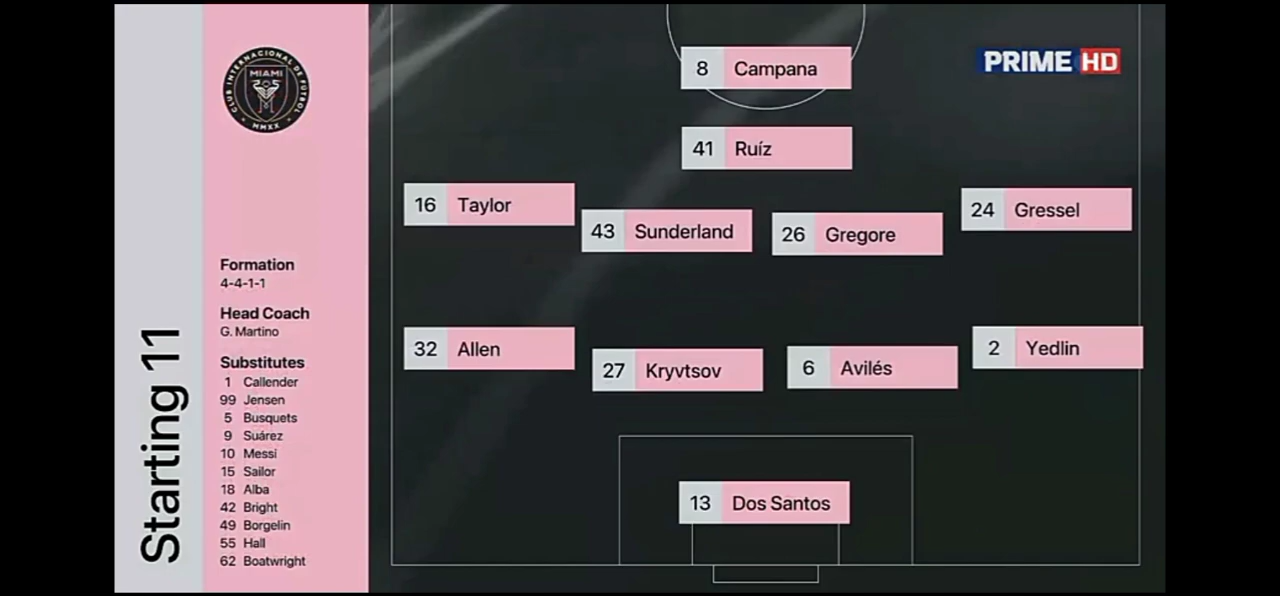 CLUB INTERNACIONAL DE FÚTBOL
MIAMI
MMXX
Starting 11
Formation
4-4-1-1
Head Coach
G. Martino
Substitutes
1 Callender
99 Jensen
5 Busquets
9 Suárez
10 Messi
15 Sailor
18 Alba
42 Bright
49 Borgelin
55 Hall
62 Boatwright
PRIME HD
8 Campana
41 Ruíz
16 Taylor
43 Sunderland
26 Gregore
24 Gressel
32 Allen
27 Kryvtsov
6 Avilés
2 Yedlin
13 Dos Santos